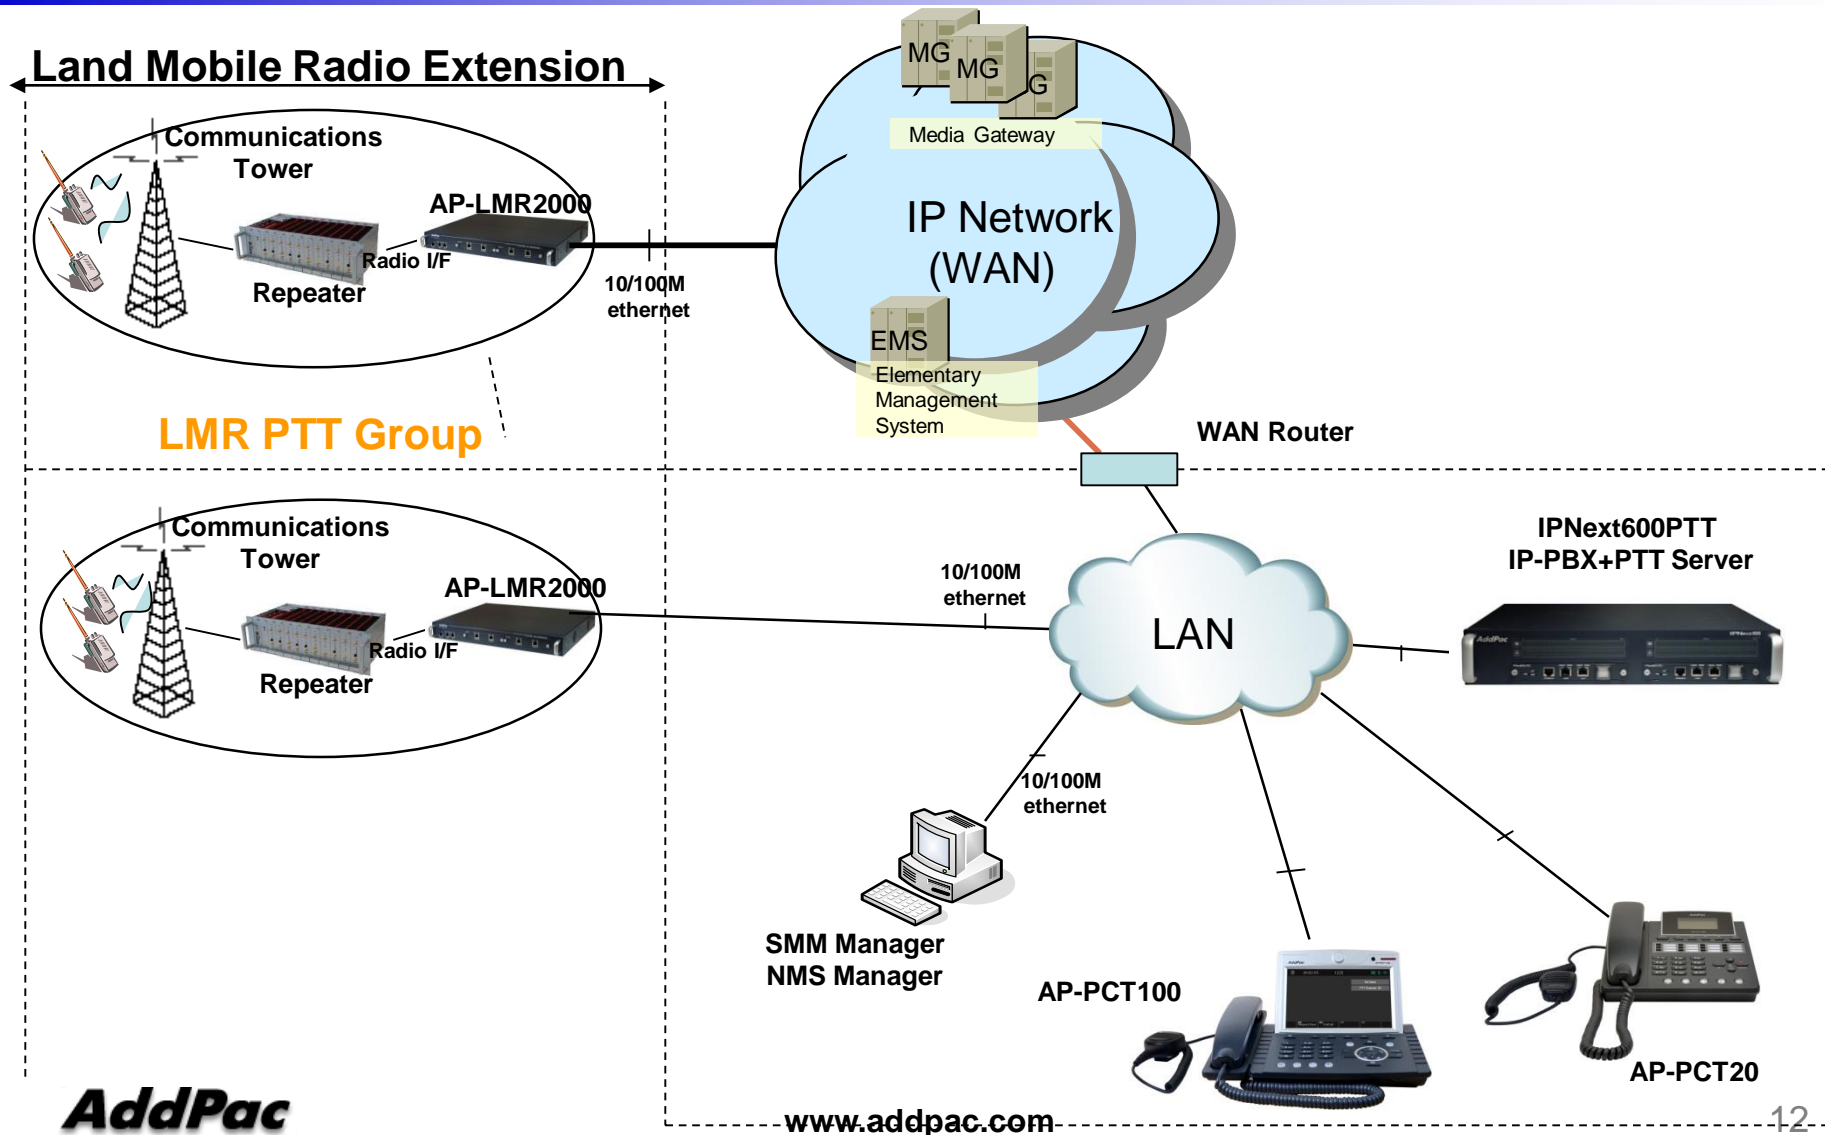 Land Mobile Radio Extension
Communications
Tower
AP-LMR2000
Radio I/F
Repeater
10/100M
ethernet
MG
MG
G
Media Gateway
IP Network
(WAN)
EMS
Elementary
Management
System
LMR PTT Group
WAN Router
Communications
Tower
AP-LMR2000
Radio I/F
Repeater
10/100M
ethernet
LAN
IPNext600PTT
IP-PBX+PTT Server
AddPac
10/100M
ethernet
SMM Manager
NMS Manager
AP-PCT100
AP-PCT20
AddPac
www.addpac.com
12